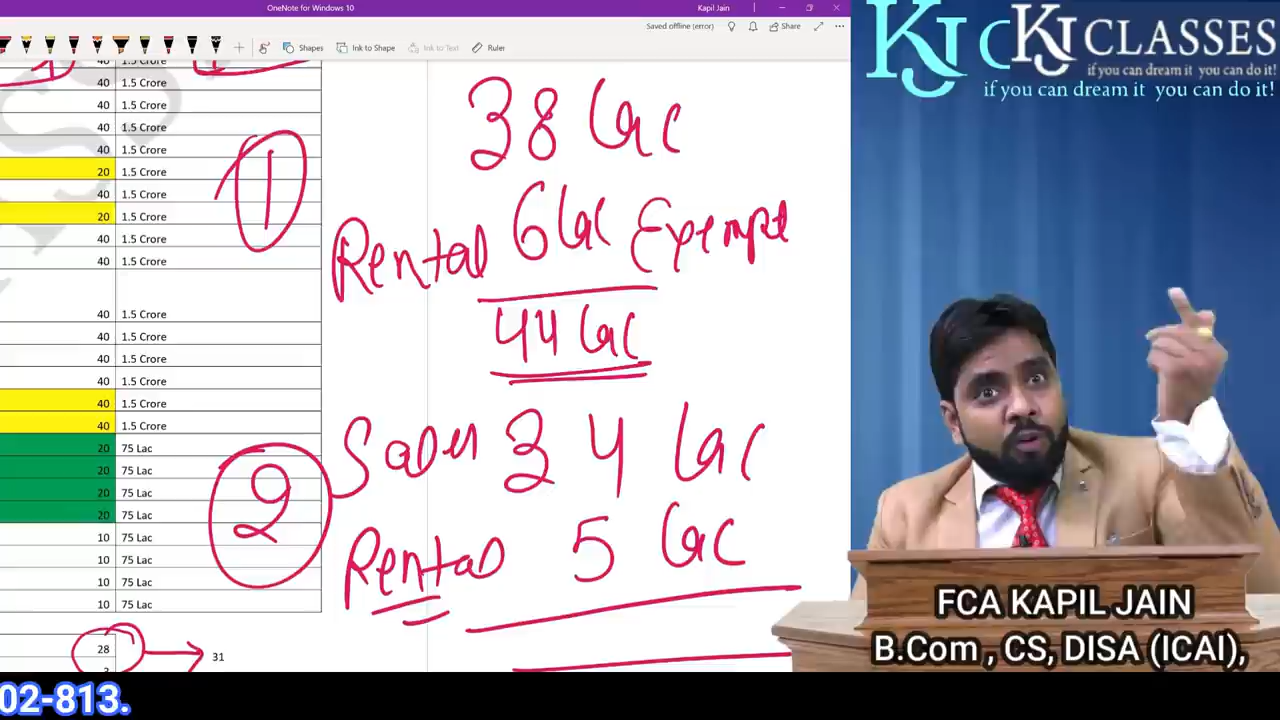 OneNote for Windows 10
Kapil Jain
Saved offline (error)
Share
Shapes
Ink to Shape
Ink to Text
Ruler
40 1.5 Crore
40 1.5 Crore
40 1.5 Crore
40 1.5 Crore
40 1.5 Crore
20 1.5 Crore
40 1.5 Crore
20 1.5 Crore
40 1.5 Crore
40 1.5 Crore
40 1.5 Crore
40 1.5 Crore
40 1.5 Crore
40 1.5 Crore
40 1.5 Crore
40 1.5 Crore
20 75 Lac
20 75 Lac
20 75 Lac
20 75 Lac
10 75 Lac
10 75 Lac
10 75 Lac
10 75 Lac
28
31
1
2
38 lac
Rental 6 lac Exempt
44 lac
Sales 34 lac
Rental 5 lac
KJ CLASSES
if you can dream it you can do it!
if you can dream it you can do it!
FCA KAPIL JAIN
B.Com , CS, DISA (ICAI),
02-813.